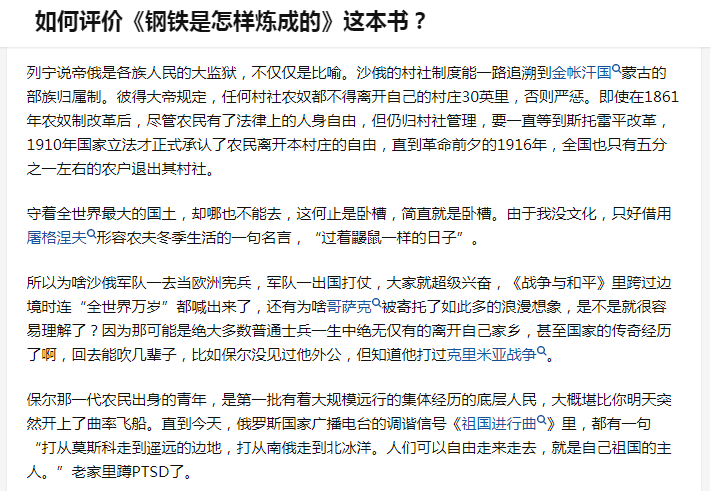 如何评价《钢铁是怎样炼成的》这本书？
列宁说帝俄是各族人民的大监狱，不仅仅是比喻。沙俄的村社制度能一路追溯到金帐汗国蒙古的
部族归属制。彼得大帝规定，任何村社农奴都不得离开自己的村庄30英里，否则严惩。即使在1861
年农奴制改革后，尽管农民有了法律上的人身自由，但仍归村社管理，要一直等到斯托雷平改革，
1910年国家立法才正式承认了农民离开本村庄的自由，直到革命前夕的1916年，全国也只有五分
之一左右的农户退出其村社。
守着全世界最大的国土，却哪也不能去，这何止是卧槽，简直就是卧槽。由于我没文化，只好借用
屠格涅夫形容农夫冬季生活的一句名言，“过着鼹鼠一样的日子”。
所以为啥沙俄军队一去当欧洲宪兵，军队一出国打仗，大家就超级兴奋，《战争与和平》里跨过边
境时连“全世界万岁”都喊出来了，还有为啥哥萨克被寄托了如此多的浪漫想象，是不是就很容
易理解了？因为那可能是绝大多数普通士兵一生中绝无仅有的离开自己家乡，甚至国家的传奇经历
了啊，回去能吹几辈子，比如保尔没见过他外公，但知道他打过克里米亚战争。
保尔那一代农民出身的青年，是第一批有着大规模远行的集体经历的底层人民，大概堪比你明天突
然开上了曲率飞船。直到今天，俄罗斯国家广播电台的调谐信号《祖国进行曲》里，都有一句
“打从莫斯科走到遥远的边地，打从南俄走到北冰洋。人们可以自由走来走去，就是自己祖国的主
人。”老家里蹲PTSD了。